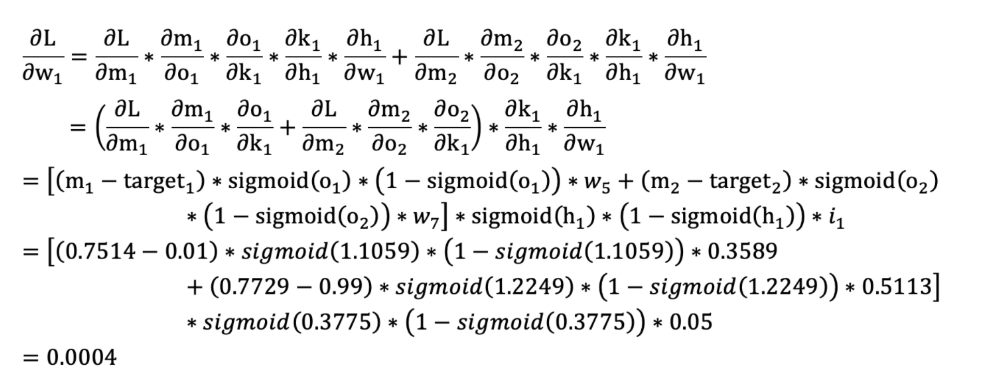 ∂L/∂w₁ = ∂L/∂m₁ * ∂m₁/∂o₁ * ∂o₁/∂k₁ * ∂k₁/∂h₁ * ∂h₁/∂w₁ + ∂L/∂m₂ * ∂m₂/∂o₂ * ∂o₂/∂k₁ * ∂k₁/∂h₁ * ∂h₁/∂w₁
= (∂L/∂m₁ * ∂m₁/∂o₁ * ∂o₁/∂k₁ + ∂L/∂m₂ * ∂m₂/∂o₂ * ∂o₂/∂k₁) * ∂k₁/∂h₁ * ∂h₁/∂w₁
= [(m₁ − target₁) * sigmoid(o₁) * (1 − sigmoid(o₁)) * w₅ + (m₂ − target₂) * sigmoid(o₂)
* (1 − sigmoid(o₂)) * w₇] * sigmoid(h₁) * (1 − sigmoid(h₁)) * i₁
= [(0.7514 − 0.01) * sigmoid(1.1059) * (1 − sigmoid(1.1059)) * 0.3589
+ (0.7729 − 0.99) * sigmoid(1.2249) * (1 − sigmoid(1.2249)) * 0.5113]
* sigmoid(0.3775) * (1 − sigmoid(0.3775)) * 0.05
= 0.0004